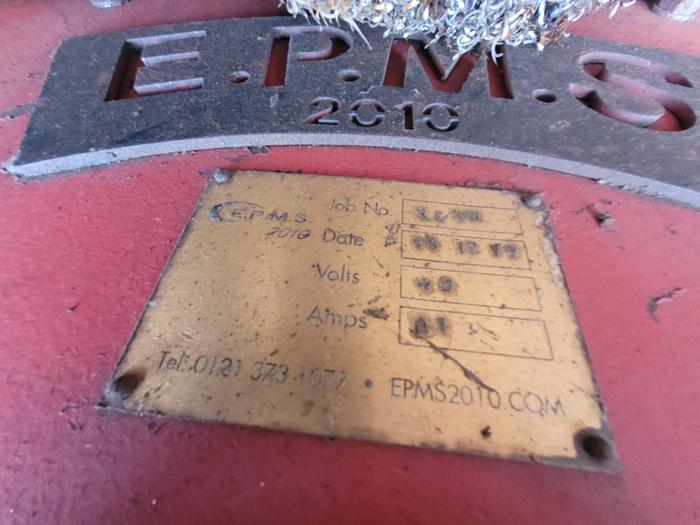 E.P.M.S
2010
E.P.M.S Job No.
2010 Date
Volts
Amps
Tel: 0121 373 1077 • EPMS2010.COM